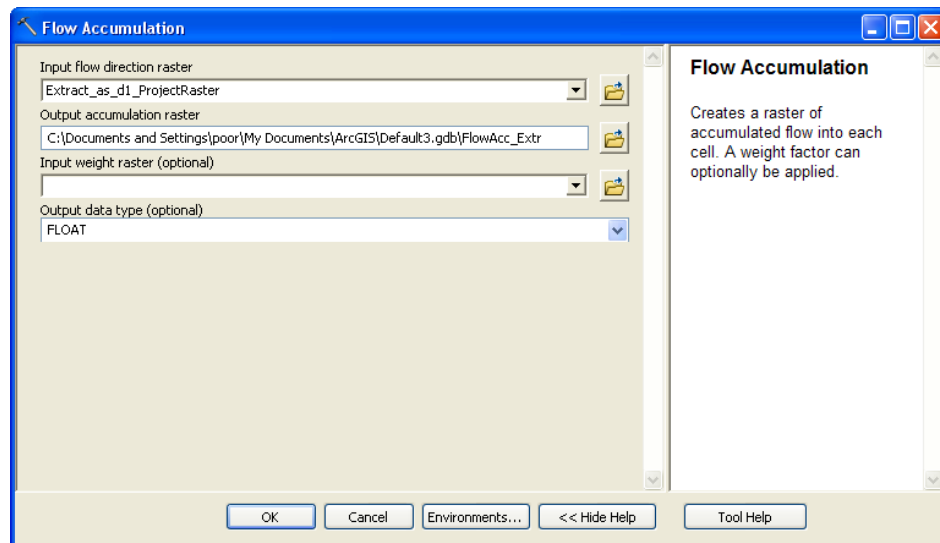 Flow Accumulation
Input flow direction raster
Extract_as_d1_ProjectRaster
Output accumulation raster
C:\Documents and Settings\poor\My Documents\ArcGIS\Default3.gdb\FlowAcc_Extr
Input weight raster (optional)
Output data type (optional)
FLOAT
Flow Accumulation
Creates a raster of
accumulated flow into each
cell. A weight factor can
optionally be applied.
OK
Cancel
Environments...
<< Hide Help
Tool Help